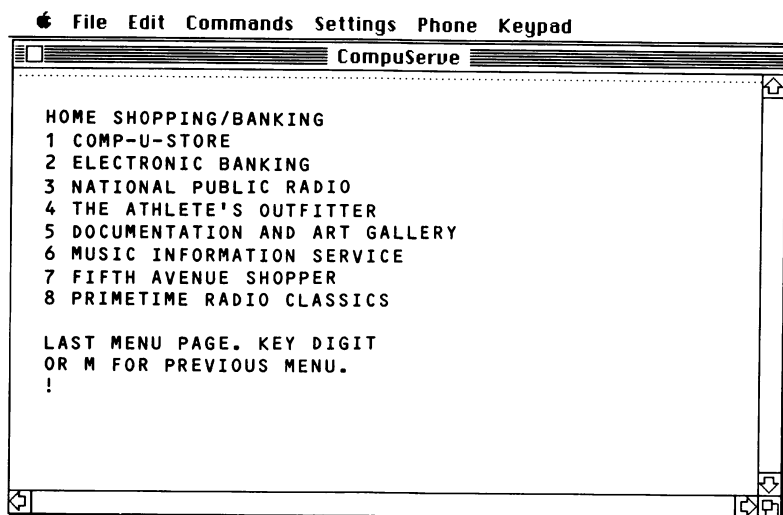 File Edit Commands Settings Phone Keypad
CompuServe
HOME SHOPPING/BANKING
1 COMP-U-STORE
2 ELECTRONIC BANKING
3 NATIONAL PUBLIC RADIO
4 THE ATHLETE'S OUTFITTER
5 DOCUMENTATION AND ART GALLERY
6 MUSIC INFORMATION SERVICE
7 FIFTH AVENUE SHOPPER
8 PRIMETIME RADIO CLASSICS
LAST MENU PAGE. KEY DIGIT
OR M FOR PREVIOUS MENU.
!